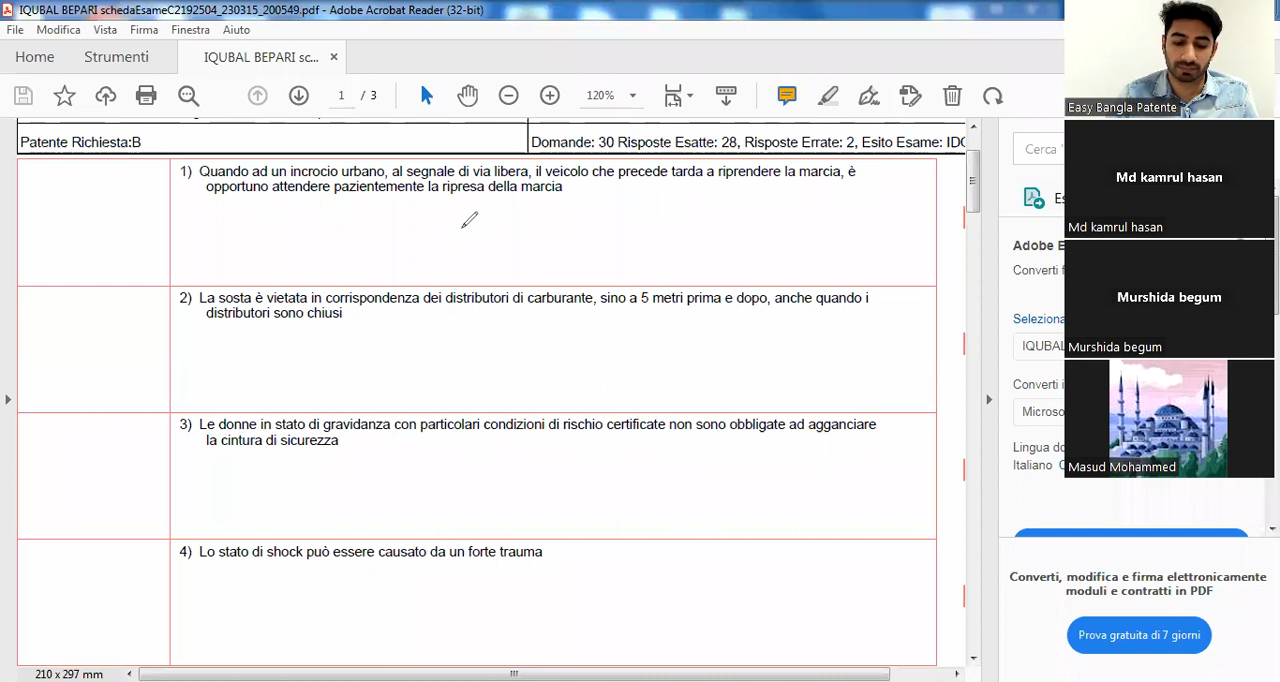 IQUBAL BEPARI schedaEsameC2192504_230315_200549.pdf - Adobe Acrobat Reader (32-bit)
File Modifica Vista Firma Finestra Aiuto
Home Strumenti IQUBAL BEPARI sc... ×
1 / 3 120%
Patente Richiesta:B
Domande: 30 Risposte Esatte: 28, Risposte Errate: 2, Esito Esame: IDO
1) Quando ad un incrocio urbano, al segnale di via libera, il veicolo che precede tarda a riprendere la marcia, è
opportuno attendere pazientemente la ripresa della marcia
2) La sosta è vietata in corrispondenza dei distributori di carburante, sino a 5 metri prima e dopo, anche quando i
distributori sono chiusi
3) Le donne in stato di gravidanza con particolari condizioni di rischio certificate non sono obbligate ad agganciare
la cintura di sicurezza
4) Lo stato di shock può essere causato da un forte trauma
210 x 297 mm
Cerca
Es
Adobe E
Converti f
Seleziona
IQUBAL
Converti i
Microso
Lingua do
Italiano
Converti, modifica e firma elettronicamente
moduli e contratti in PDF
Prova gratuita di 7 giorni
Easy Bangla Patente
Md kamrul hasan
Md kamrul hasan
Murshida begum
Murshida begum
Masud Mohammed